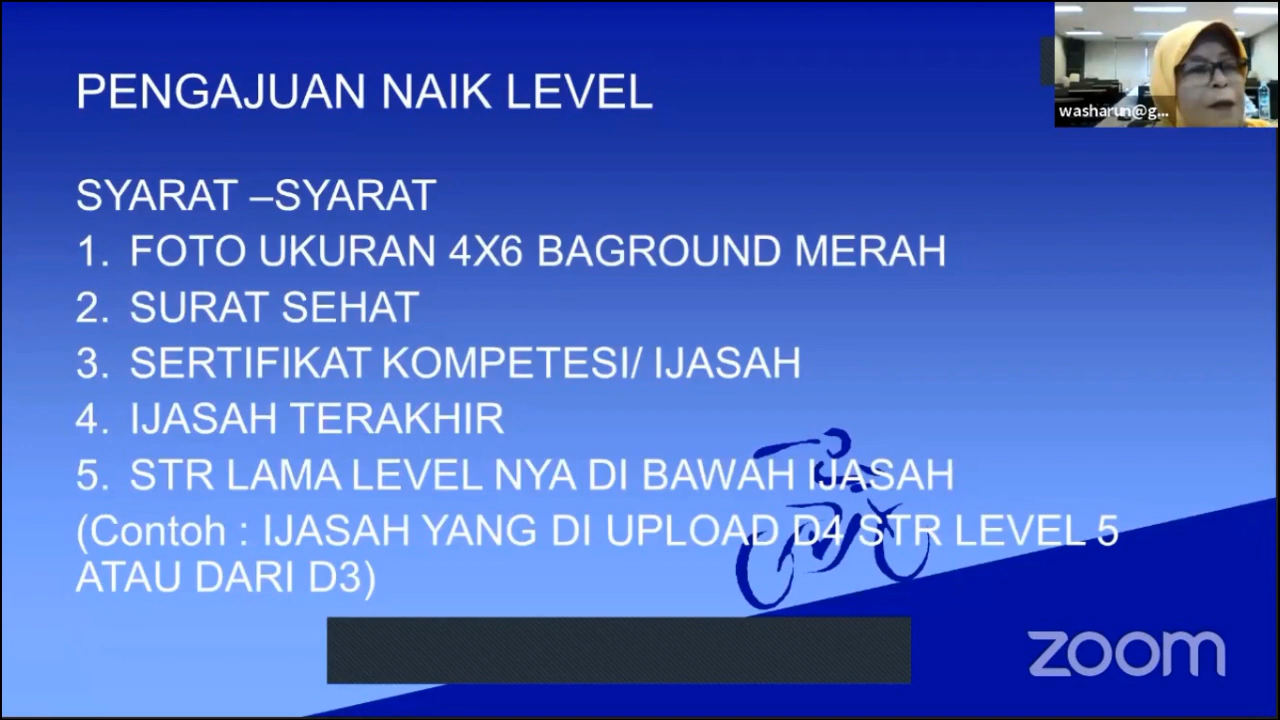 PENGAJUAN NAIK LEVEL
washarun@g...
SYARAT –SYARAT
1. FOTO UKURAN 4X6 BAGROUND MERAH
2. SURAT SEHAT
3. SERTIFIKAT KOMPETESI/ IJASAH
4. IJASAH TERAKHIR
5. STR LAMA LEVEL NYA DI BAWAH IJASAH
(Contoh : IJASAH YANG DI UPLOAD D4 STR LEVEL 5
ATAU DARI D3)
zoom